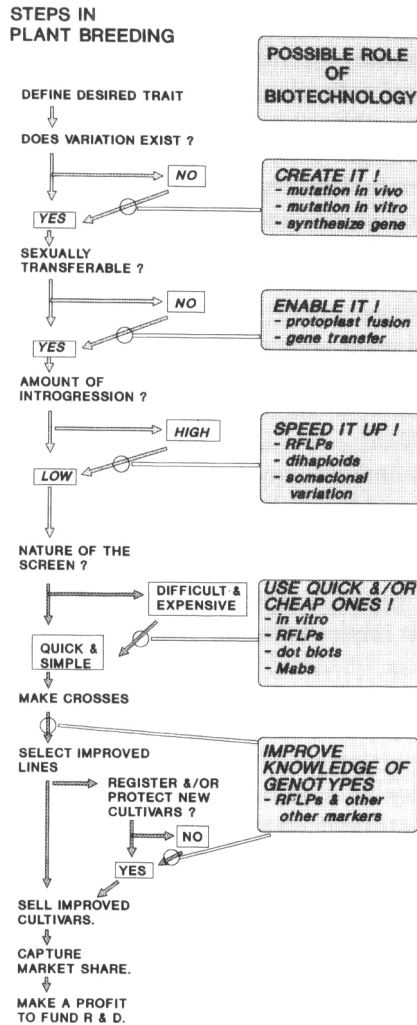 STEPS IN
PLANT BREEDING
POSSIBLE ROLE
OF
BIOTECHNOLOGY
DEFINE DESIRED TRAIT
DOES VARIATION EXIST ?
NO
CREATE IT !
- mutation in vivo
- mutation in vitro
- synthesize gene
YES
SEXUALLY
TRANSFERABLE ?
NO
ENABLE IT !
- protoplast fusion
- gene transfer
YES
AMOUNT OF
INTROGRESSION ?
HIGH
SPEED IT UP !
- RFLPs
- dihaploids
- somaclonal
variation
LOW
NATURE OF THE
SCREEN ?
DIFFICULT &
EXPENSIVE
USE QUICK &/OR
CHEAP ONES !
- in vitro
- RFLPs
- dot blots
- Mabs
QUICK &
SIMPLE
MAKE CROSSES
SELECT IMPROVED
LINES
IMPROVE
KNOWLEDGE OF
GENOTYPES
- RFLPs & other
other markers
REGISTER &/OR
PROTECT NEW
CULTIVARS ?
NO
YES
SELL IMPROVED
CULTIVARS.
CAPTURE
MARKET SHARE.
MAKE A PROFIT
TO FUND R & D.